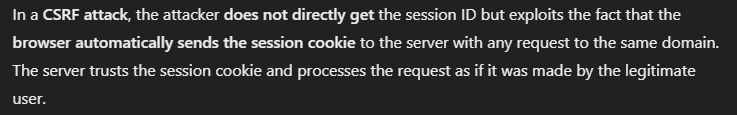 In a CSRF attack, the attacker does not directly get the session ID but exploits the fact that the
browser automatically sends the session cookie to the server with any request to the same domain.
The server trusts the session cookie and processes the request as if it was made by the legitimate
user.